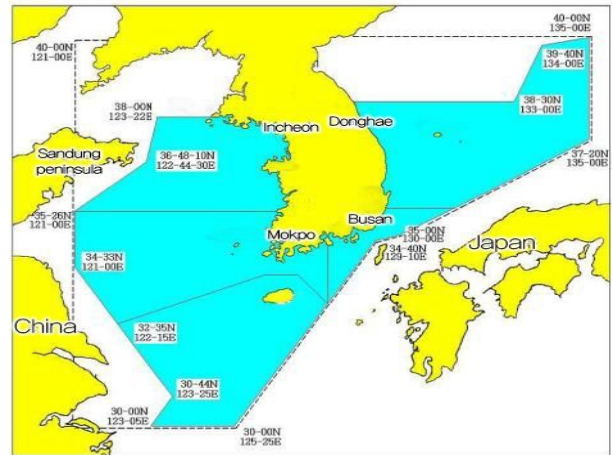 40-00N
135-00E
40-00N
121-00E
39-40N
134-00E
38-00N
123-22E
38-30N
133-00E
Incheon
Donghae
Sandung
peninsula
36-48-10N
122-44-30E
37-20N
135-00E
35-26N
121-00E
Busan
35-00N
130-00E
Mokpo
34-40N
129-10E
Japan
34-33N
121-00E
China
32-35N
122-15E
30-44N
123-25E
30-00N
123-05E
30-00N
125-25E